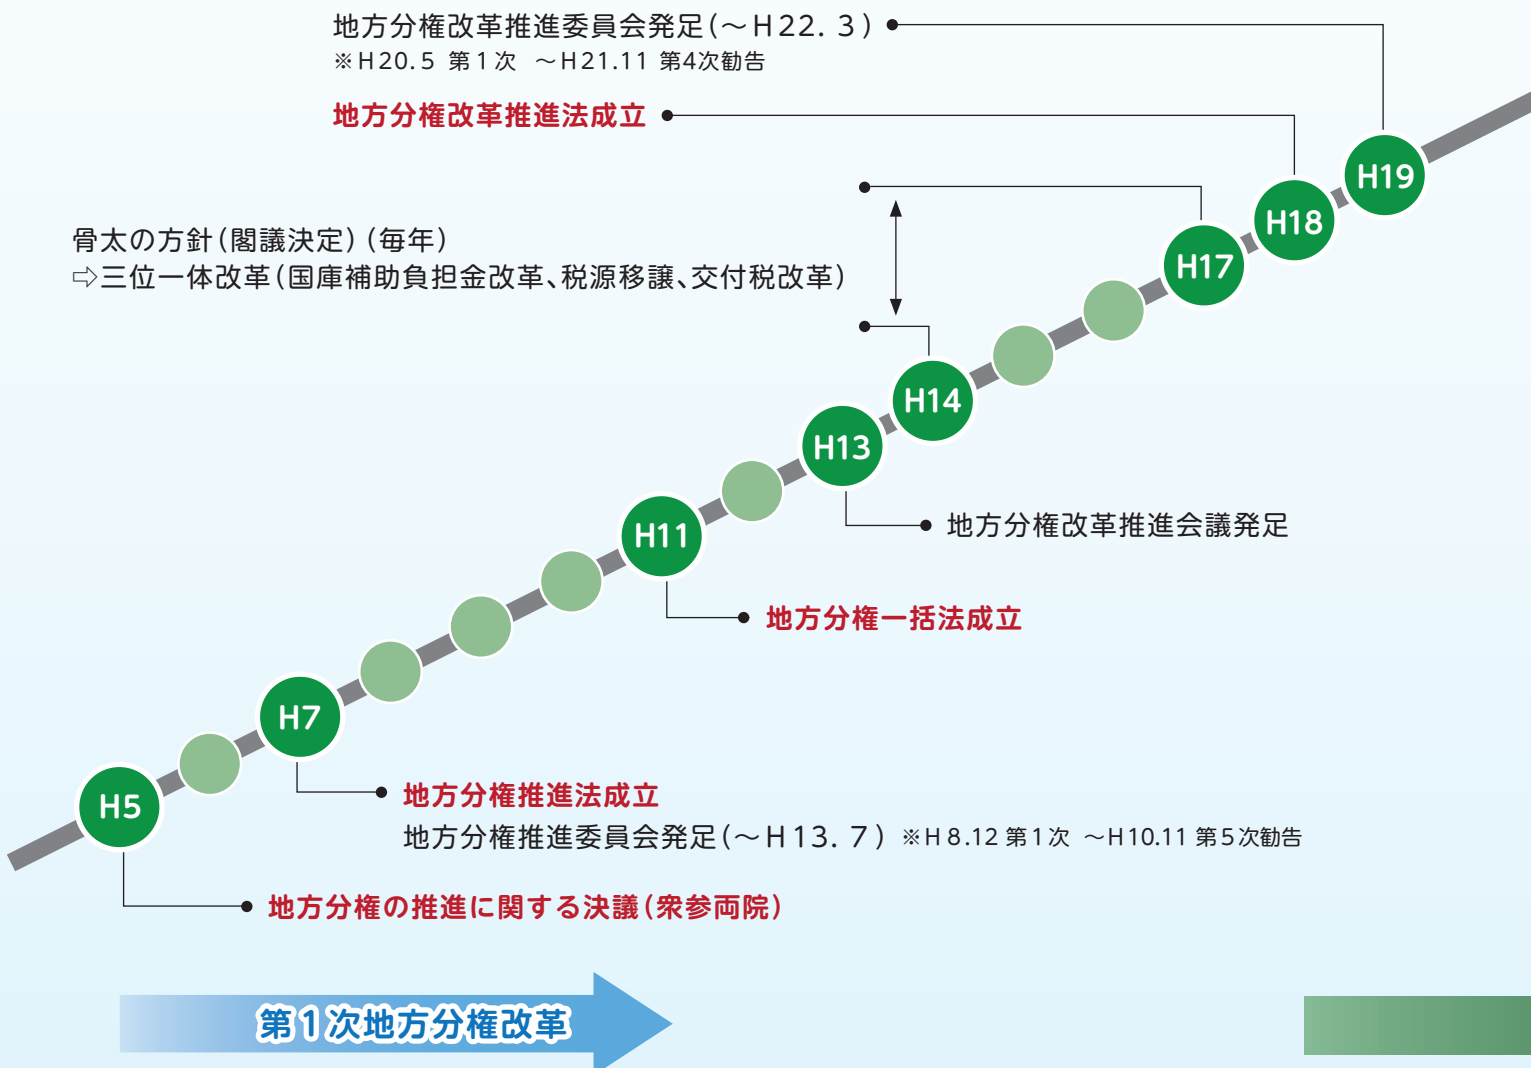 地方分権改革推進委員会発足(～H22.3)
※H20.5 第1次 ～H21.11 第4次勧告
地方分権改革推進法成立
H19
H18
骨太の方針(閣議決定)(毎年)
⇨三位一体改革(国庫補助負担金改革、税源移譲、交付税改革)
H17
H14
H13
地方分権改革推進会議発足
H11
地方分権一括法成立
H7
地方分権推進法成立
地方分権推進委員会発足(～H13.7) ※H8.12 第1次 ～H10.11 第5次勧告
H5
地方分権の推進に関する決議(衆参両院)
第1次地方分権改革